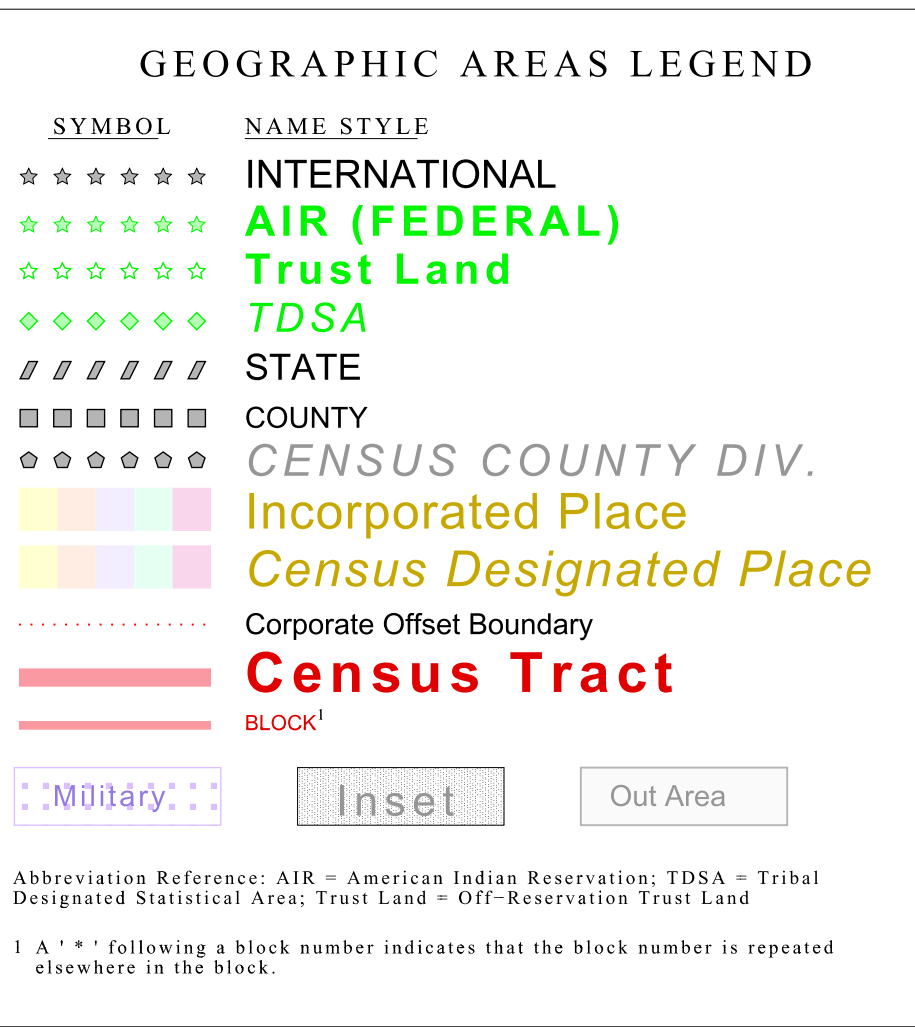 GEOGRAPHIC AREAS LEGEND
SYMBOL NAME STYLE
INTERNATIONAL
AIR (FEDERAL)
Trust Land
TDSA
STATE
COUNTY
CENSUS COUNTY DIV.
Incorporated Place
Census Designated Place
Corporate Offset Boundary
Census Tract
BLOCK¹
Military Inset Out Area
Abbreviation Reference: AIR = American Indian Reservation; TDSA = Tribal
Designated Statistical Area; Trust Land = Off−Reservation Trust Land
1 A ' * ' following a block number indicates that the block number is repeated
elsewhere in the block.